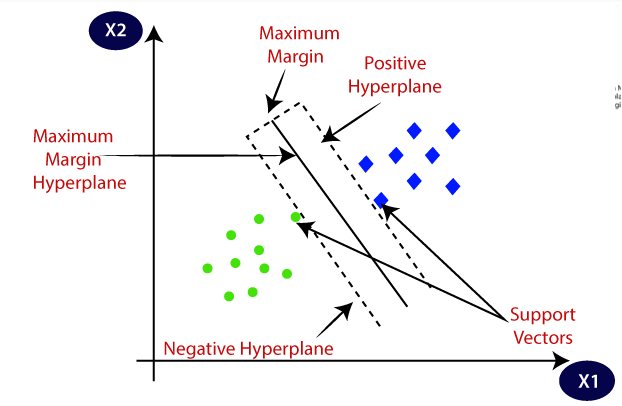 X2
Maximum
Margin
Positive
Hyperplane
Maximum
Margin
Hyperplane
Support
Vectors
Negative Hyperplane
X1